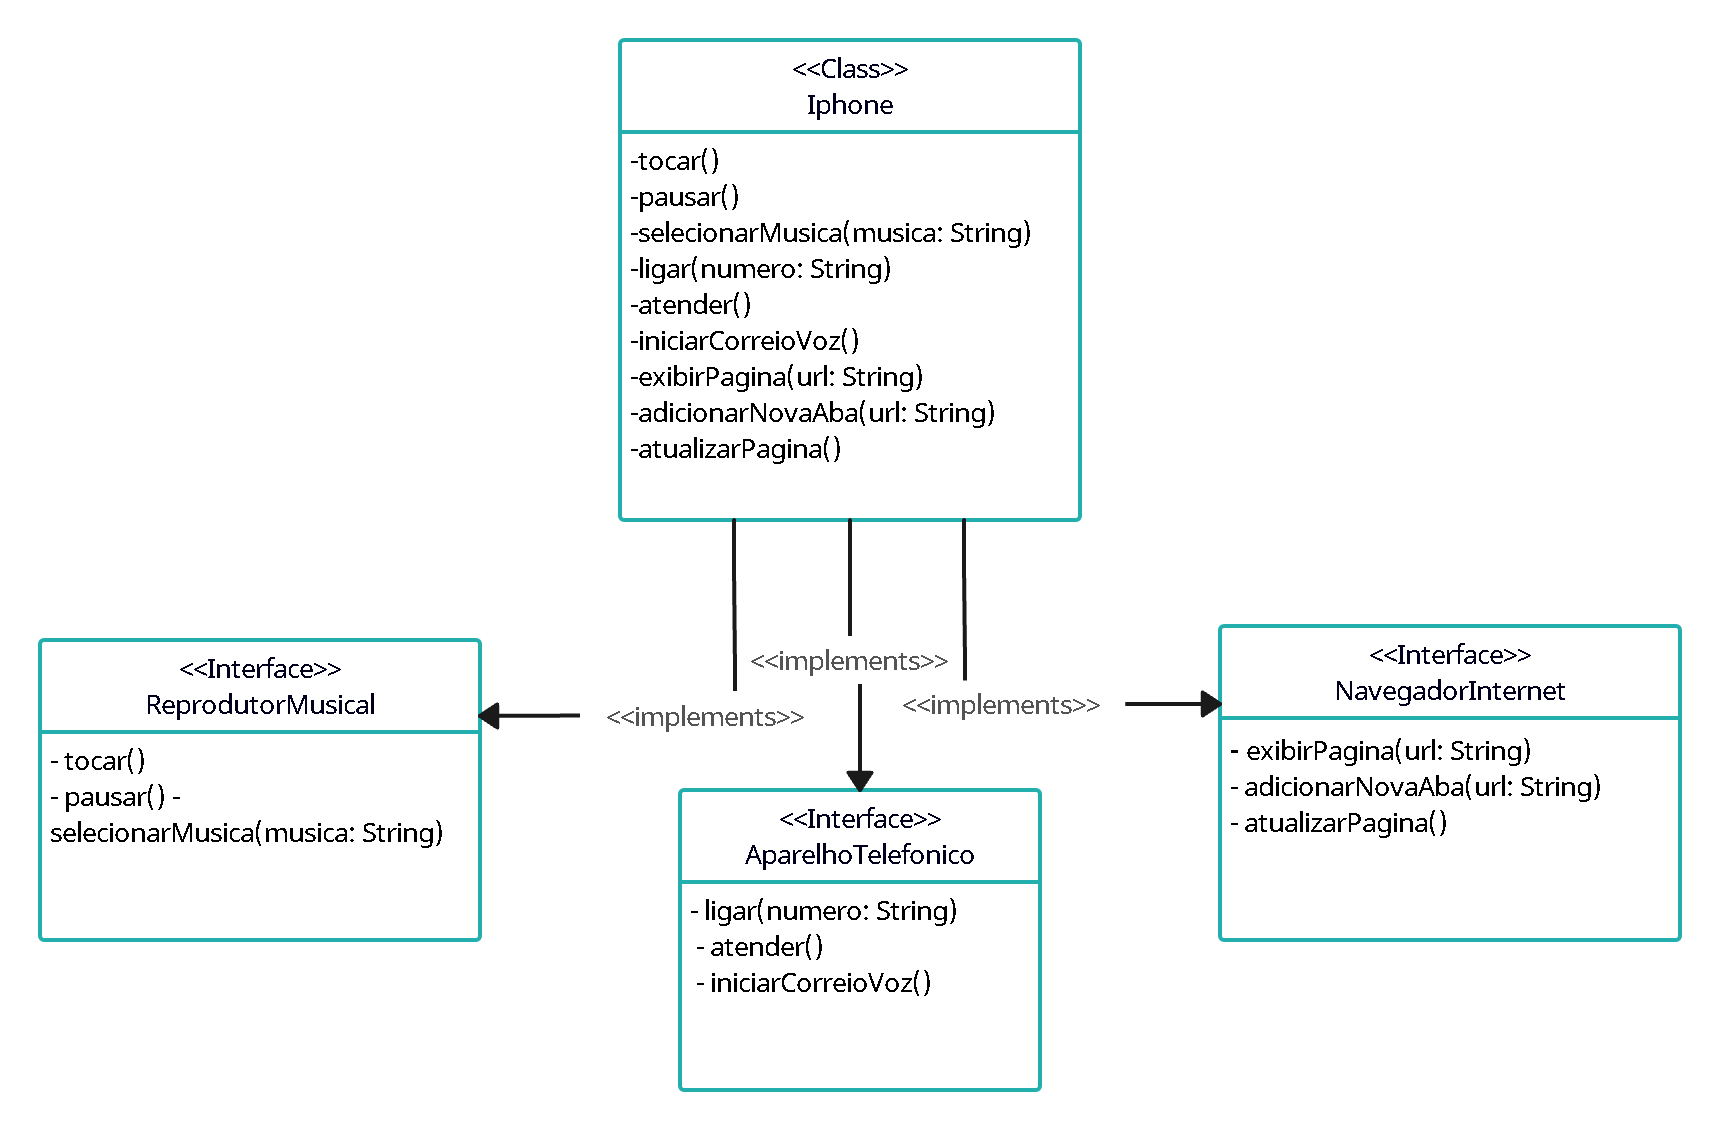 <<Class>>
Iphone
-tocar()
-pausar()
-selecionarMusica(musica: String)
-ligar(numero: String)
-atender()
-iniciarCorreioVoz()
-exibirPagina(url: String)
-adicionarNovaAba(url: String)
-atualizarPagina()
<<implements>>
<<implements>>
<<implements>>
<<Interface>>
ReprodutorMusical
- tocar()
- pausar() -
selecionarMusica(musica: String)
<<Interface>>
AparelhoTelefonico
- ligar(numero: String)
- atender()
- iniciarCorreioVoz()
<<Interface>>
NavegadorInternet
- exibirPagina(url: String)
- adicionarNovaAba(url: String)
- atualizarPagina()